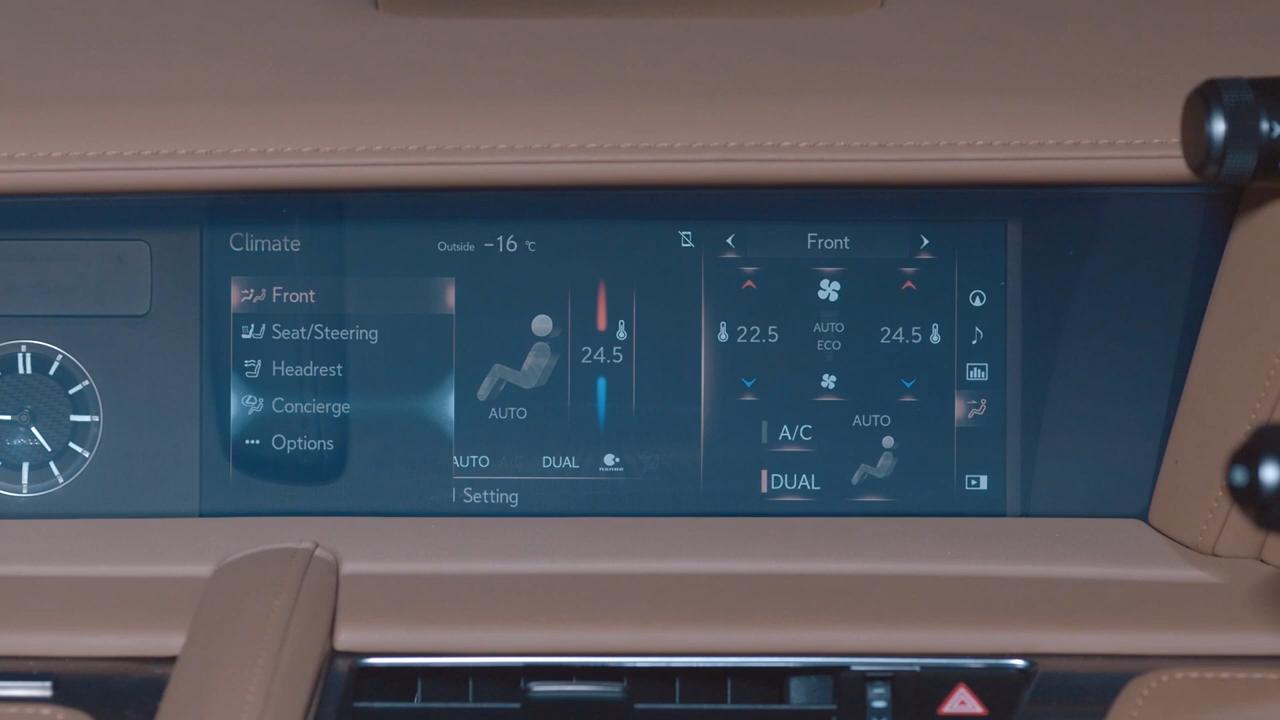 Climate
Outside −16 °C
Front
Seat/Steering
Headrest
Concierge
Options
24.5
AUTO
AUTO DUAL nanoe
Setting
Front
22.5
AUTO
ECO
24.5
A/C
AUTO
DUAL